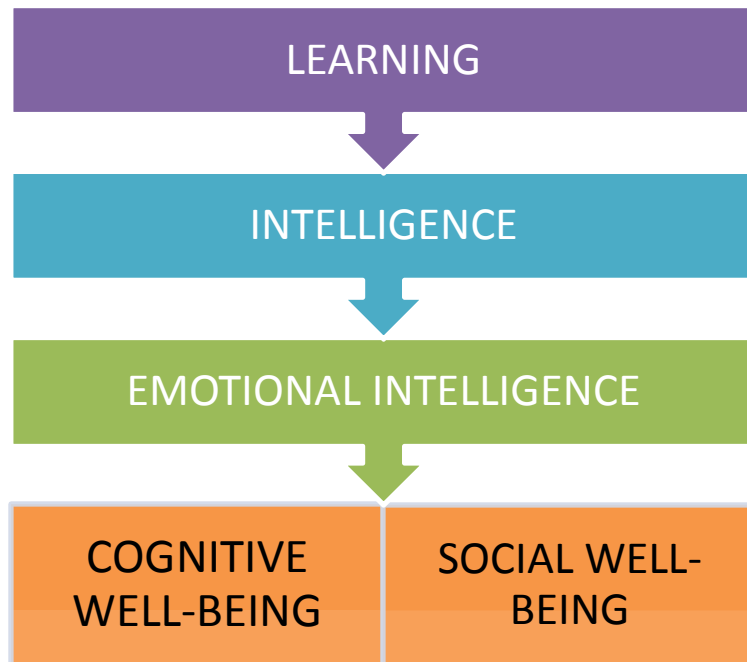 LEARNING
INTELLIGENCE
EMOTIONAL INTELLIGENCE
COGNITIVE
WELL-BEING
SOCIAL WELL-
BEING